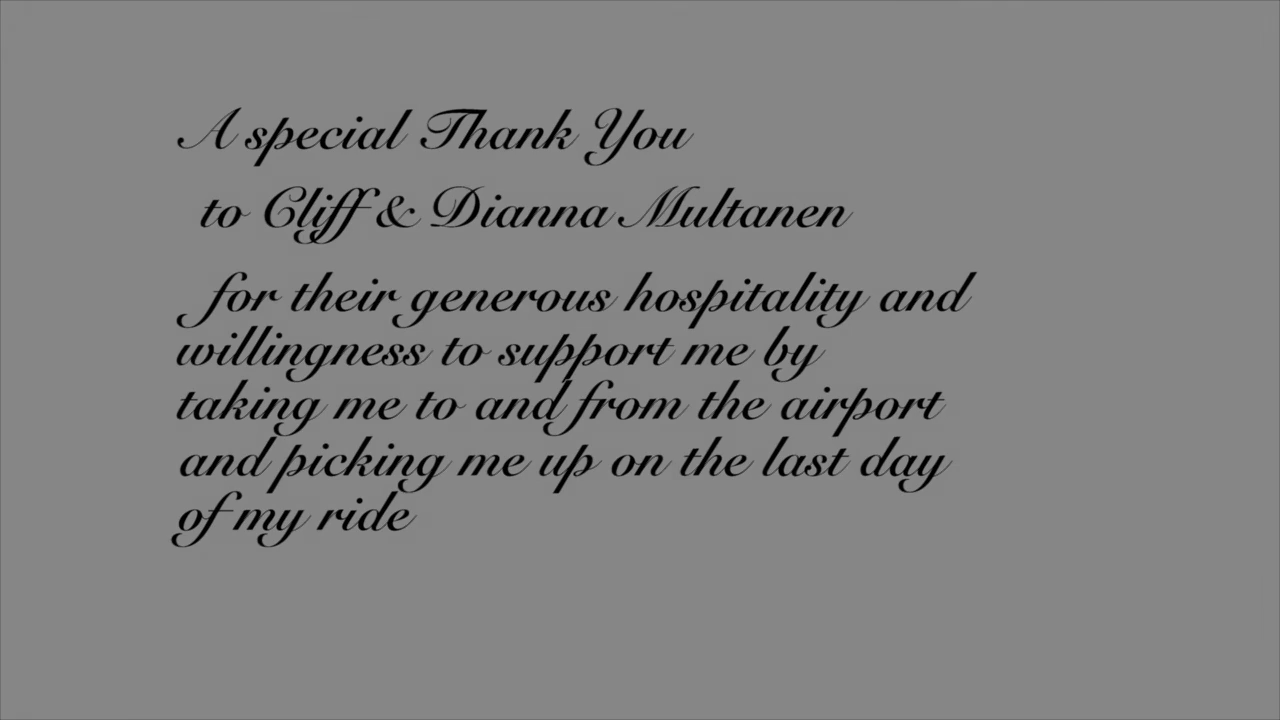 A special Thank You
to Cliff & Dianna Multanen
for their generous hospitality and
willingness to support me by
taking me to and from the airport
and picking me up on the last day
of my ride